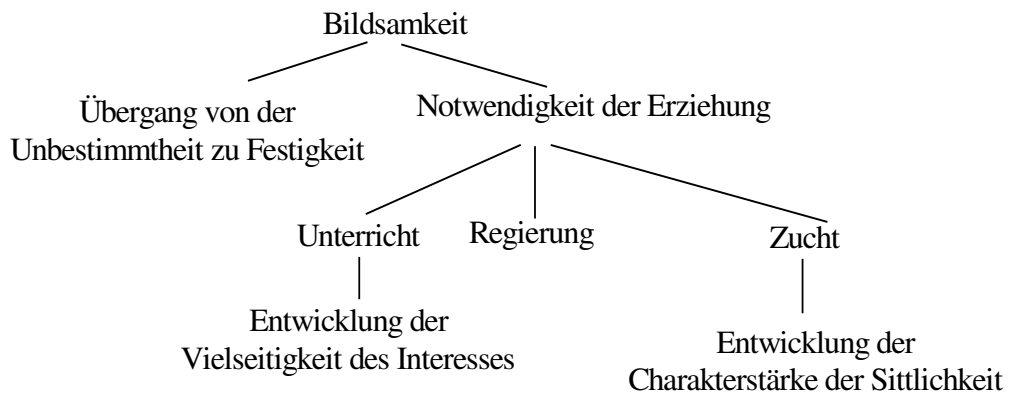 Bildsamkeit
Übergang von der
Unbestimmtheit zu Festigkeit
Notwendigkeit der Erziehung
Unterricht
Regierung
Zucht
Entwicklung der
Vielseitigkeit des Interesses
Entwicklung der
Charakterstärke der Sittlichkeit